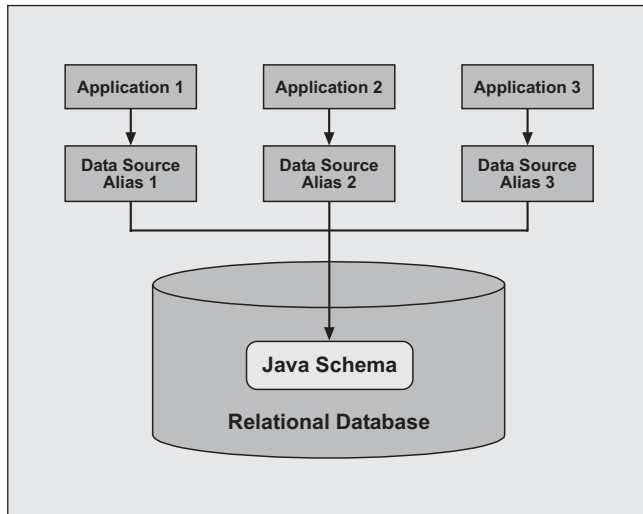 Application 1
Application 2
Application 3
Data Source
Alias 1
Data Source
Alias 2
Data Source
Alias 3
Java Schema
Relational Database